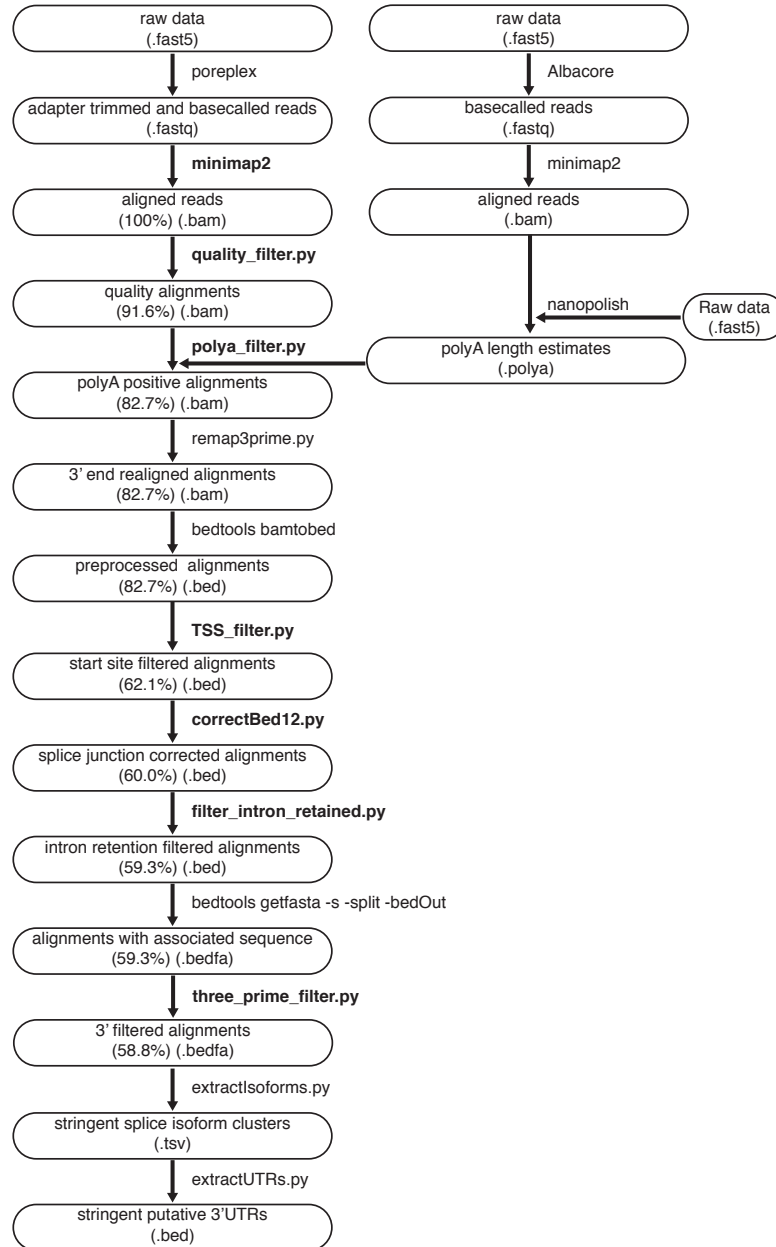 raw data
(.fast5)
poreplex
adapter trimmed and basecalled reads
(.fastq)
minimap2
aligned reads
(100%) (.bam)
quality_filter.py
quality alignments
(91.6%) (.bam)
polya_filter.py
polyA positive alignments
(82.7%) (.bam)
remap3prime.py
3’ end realigned alignments
(82.7%) (.bam)
bedtools bamtobed
preprocessed alignments
(82.7%) (.bed)
TSS_filter.py
start site filtered alignments
(62.1%) (.bed)
correctBed12.py
splice junction corrected alignments
(60.0%) (.bed)
filter_intron_retained.py
intron retention filtered alignments
(59.3%) (.bed)
bedtools getfasta -s -split -bedOut
alignments with associated sequence
(59.3%) (.bedfa)
three_prime_filter.py
3’ filtered alignments
(58.8%) (.bedfa)
extractIsoforms.py
stringent splice isoform clusters
(.tsv)
extractUTRs.py
stringent putative 3’UTRs
(.bed)
raw data
(.fast5)
Albacore
basecalled reads
(.fastq)
minimap2
aligned reads
(.bam)
nanopolish
Raw data
(.fast5)
polyA length estimates
(.polya)